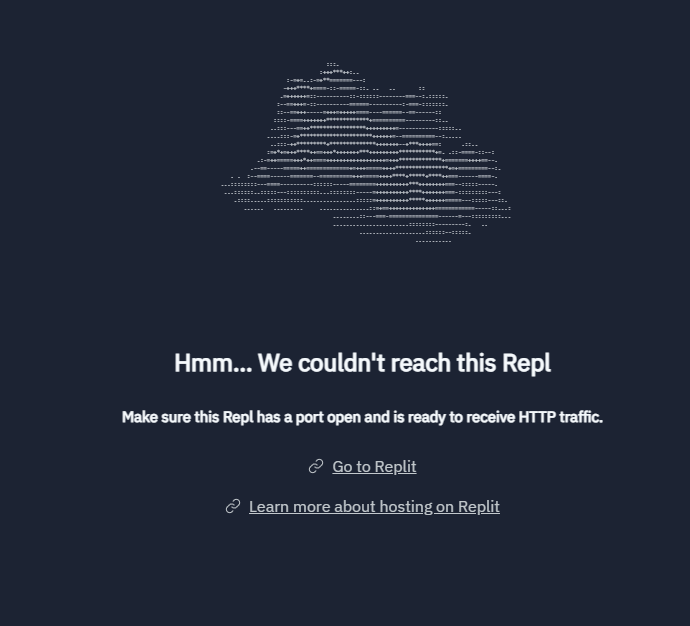 Hmm... We couldn't reach this Repl
Make sure this Repl has a port open and is ready to receive HTTP traffic.
Go to Replit
Learn more about hosting on Replit